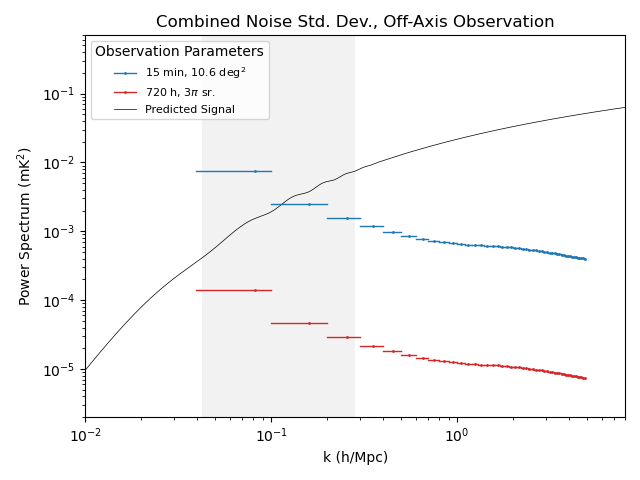 Combined Noise Std. Dev., Off-Axis Observation
Observation Parameters
15 min, 10.6 deg²
720 h, 3π sr.
Predicted Signal
Power Spectrum (mK²)
10⁻¹
10⁻²
10⁻³
10⁻⁴
10⁻⁵
10⁻² 10⁻¹ 10⁰
k (h/Mpc)